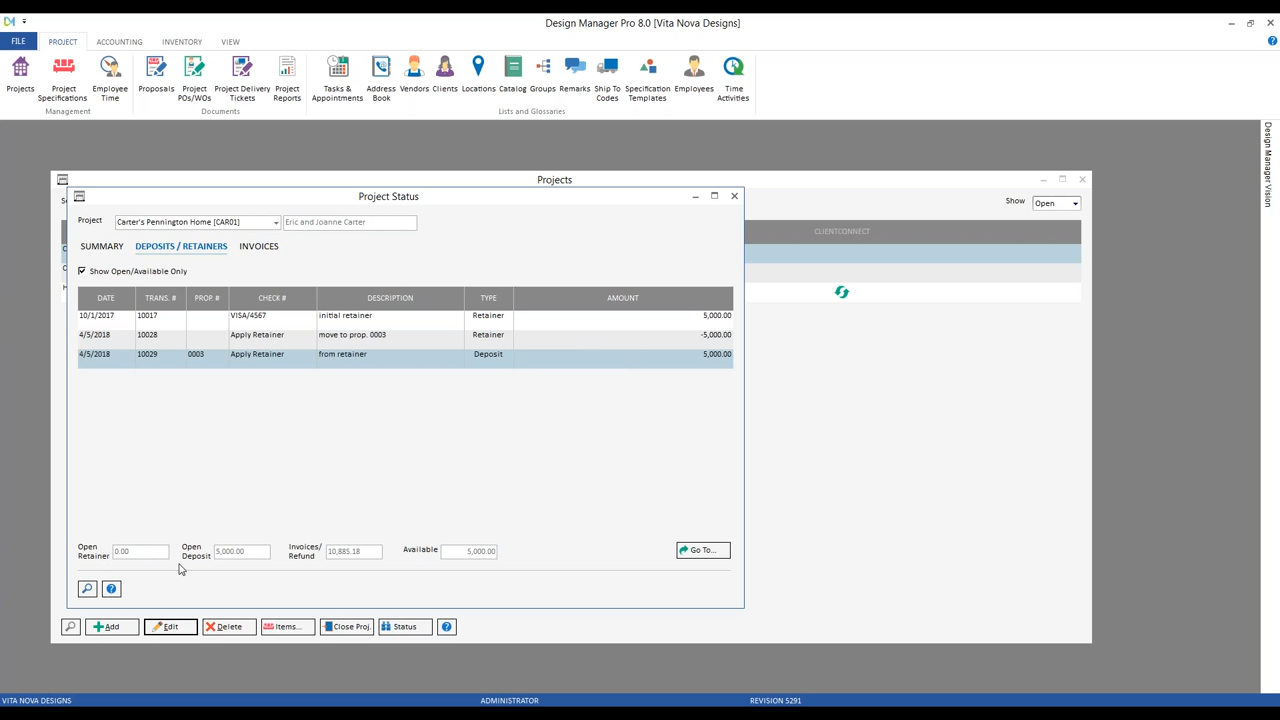 Design Manager Pro 8.0 [Vita Nova Designs]
FILE PROJECT ACCOUNTING INVENTORY VIEW
Projects
Project Specifications
Employee Time
Proposals
Project POs/WOs
Project Delivery Tickets
Project Reports
Tasks & Appointments
Address Book
Vendors
Clients
Locations
Catalog
Groups
Remarks
Ship To Codes
Specification Templates
Employees
Time Activities
Management Documents Lists and Glossaries
Design Manager Vision
Projects
Show Open
CLIENTCONNECT
Project Status
Project Carter's Pennington Home [CAR01] Eric and Joanne Carter
SUMMARY DEPOSITS / RETAINERS INVOICES
Show Open/Available Only
DATE TRANS. # PROP. # CHECK # DESCRIPTION TYPE AMOUNT
10/1/2017 10017 VISA/4567 initial retainer Retainer 5,000.00
4/5/2018 10028 Apply Retainer move to prop. 0003 Retainer -5,000.00
4/5/2018 10029 0003 Apply Retainer from retainer Deposit 5,000.00
Open Retainer 0.00
Open Deposit 5,000.00
Invoices/ Refund 10,885.18
Available 5,000.00
Go To...
Add Edit Delete Items... Close Proj. Status
VITA NOVA DESIGNS ADMINISTRATOR REVISION 5291